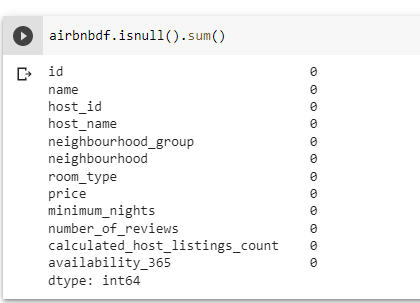 airbnbdf.isnull().sum()
id 0
name 0
host_id 0
host_name 0
neighbourhood_group 0
neighbourhood 0
room_type 0
price 0
minimum_nights 0
number_of_reviews 0
calculated_host_listings_count 0
availability_365 0
dtype: int64